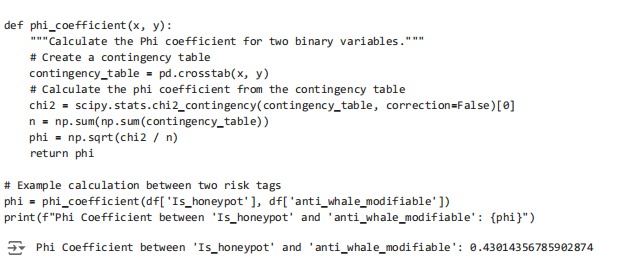 def phi_coefficient(x, y):
    """Calculate the Phi coefficient for two binary variables."""
    # Create a contingency table
    contingency_table = pd.crosstab(x, y)
    # Calculate the phi coefficient from the contingency table
    chi2 = scipy.stats.chi2_contingency(contingency_table, correction=False)[0]
    n = np.sum(np.sum(contingency_table))
    phi = np.sqrt(chi2 / n)
    return phi

# Example calculation between two risk tags
phi = phi_coefficient(df['Is_honeypot'], df['anti_whale_modifiable'])
print(f"Phi Coefficient between 'Is_honeypot' and 'anti_whale_modifiable': {phi}")
Phi Coefficient between 'Is_honeypot' and 'anti_whale_modifiable': 0.43014356785902874